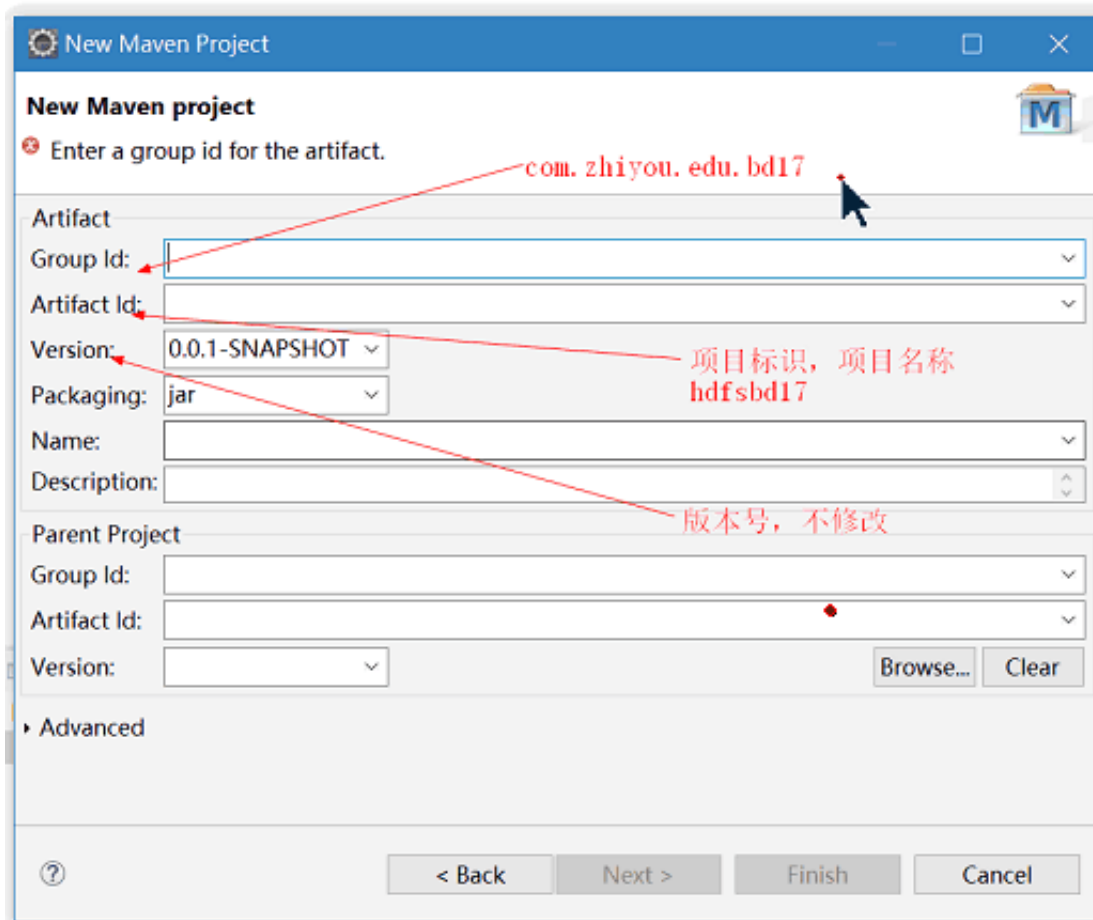 New Maven Project
New Maven project
M
Enter a group id for the artifact.
com.zhiyou.edu.bd17
Artifact
Group Id:
Artifact Id:
Version: 0.0.1-SNAPSHOT
项目标识，项目名称
hdfsbd17
Packaging: jar
Name:
Description:
版本号，不修改
Parent Project
Group Id:
Artifact Id:
Version:
Browse... Clear
Advanced
? < Back Next > Finish Cancel